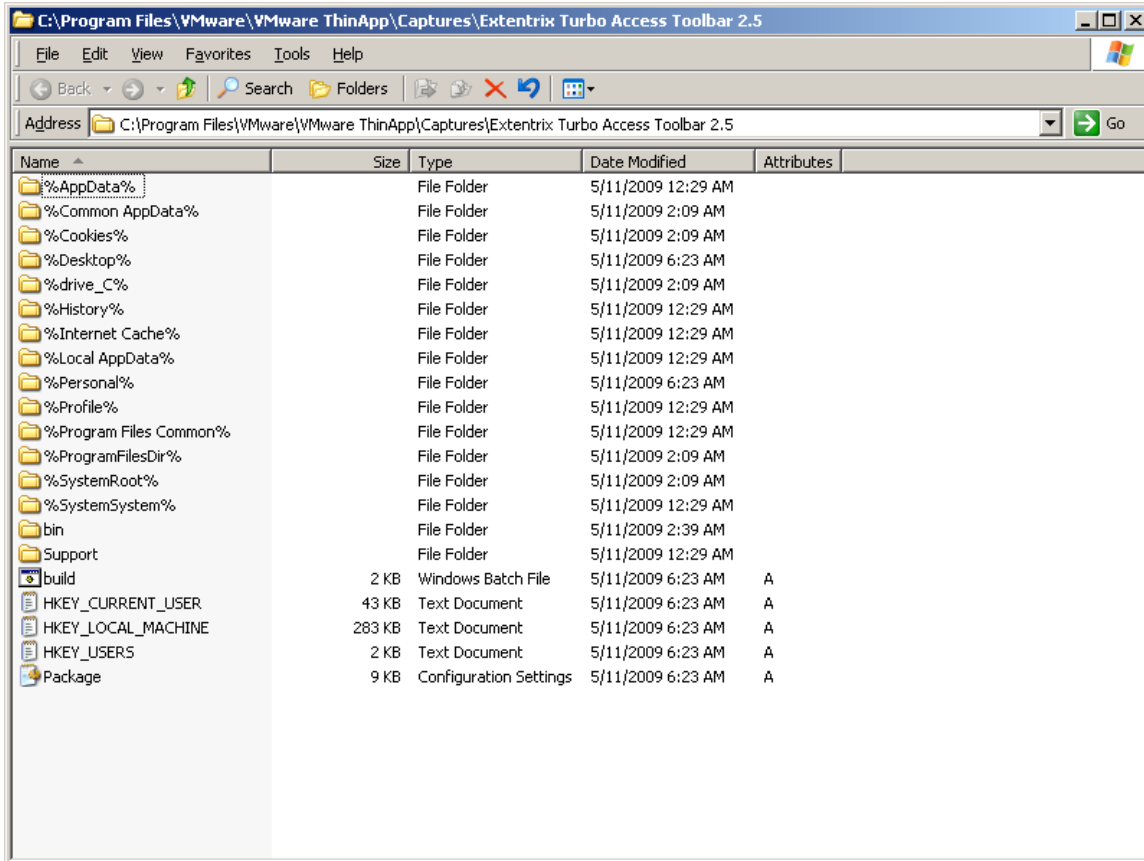 C:\Program Files\VMware\VMware ThinApp\Captures\Extentrix Turbo Access Toolbar 2.5
File Edit View Favorites Tools Help
Back Search Folders
Address C:\Program Files\VMware\VMware ThinApp\Captures\Extentrix Turbo Access Toolbar 2.5 Go
Name Size Type Date Modified Attributes
%AppData% File Folder 5/11/2009 12:29 AM
%Common AppData% File Folder 5/11/2009 2:09 AM
%Cookies% File Folder 5/11/2009 2:09 AM
%Desktop% File Folder 5/11/2009 6:23 AM
%drive_C% File Folder 5/11/2009 2:09 AM
%History% File Folder 5/11/2009 12:29 AM
%Internet Cache% File Folder 5/11/2009 12:29 AM
%Local AppData% File Folder 5/11/2009 12:29 AM
%Personal% File Folder 5/11/2009 6:23 AM
%Profile% File Folder 5/11/2009 12:29 AM
%Program Files Common% File Folder 5/11/2009 12:29 AM
%ProgramFilesDir% File Folder 5/11/2009 2:09 AM
%SystemRoot% File Folder 5/11/2009 2:09 AM
%SystemSystem% File Folder 5/11/2009 12:29 AM
bin File Folder 5/11/2009 2:39 AM
Support File Folder 5/11/2009 12:29 AM
build 2 KB Windows Batch File 5/11/2009 6:23 AM A
HKEY_CURRENT_USER 43 KB Text Document 5/11/2009 6:23 AM A
HKEY_LOCAL_MACHINE 283 KB Text Document 5/11/2009 6:23 AM A
HKEY_USERS 2 KB Text Document 5/11/2009 6:23 AM A
Package 9 KB Configuration Settings 5/11/2009 6:23 AM A